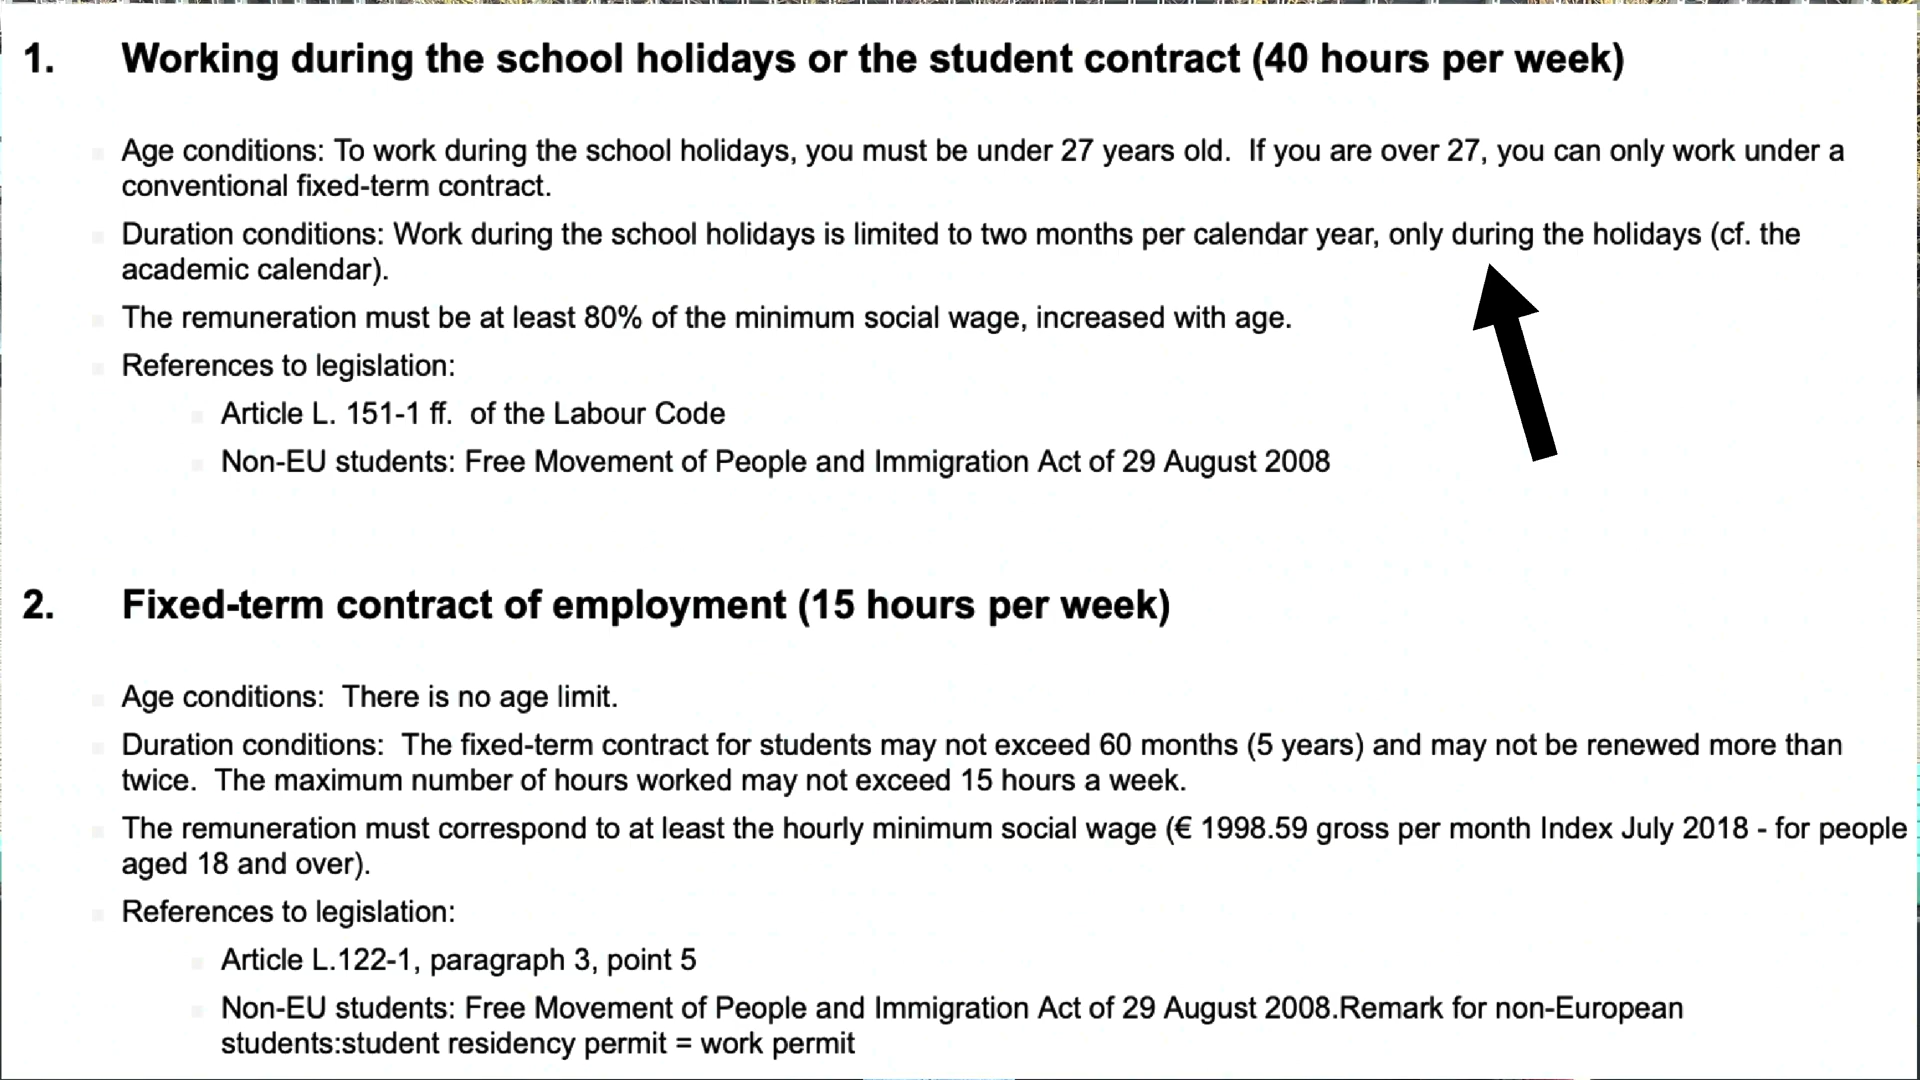 1. Working during the school holidays or the student contract (40 hours per week)
Age conditions: To work during the school holidays, you must be under 27 years old.  If you are over 27, you can only work under a
conventional fixed-term contract.
Duration conditions: Work during the school holidays is limited to two months per calendar year, only during the holidays (cf. the
academic calendar).
The remuneration must be at least 80% of the minimum social wage, increased with age.
References to legislation:
Article L. 151-1 ff.  of the Labour Code
Non-EU students: Free Movement of People and Immigration Act of 29 August 2008
2. Fixed-term contract of employment (15 hours per week)
Age conditions:  There is no age limit.
Duration conditions:  The fixed-term contract for students may not exceed 60 months (5 years) and may not be renewed more than
twice.  The maximum number of hours worked may not exceed 15 hours a week.
The remuneration must correspond to at least the hourly minimum social wage (€ 1998.59 gross per month Index July 2018 - for people
aged 18 and over).
References to legislation:
Article L.122-1, paragraph 3, point 5
Non-EU students: Free Movement of People and Immigration Act of 29 August 2008.Remark for non-European
students:student residency permit = work permit